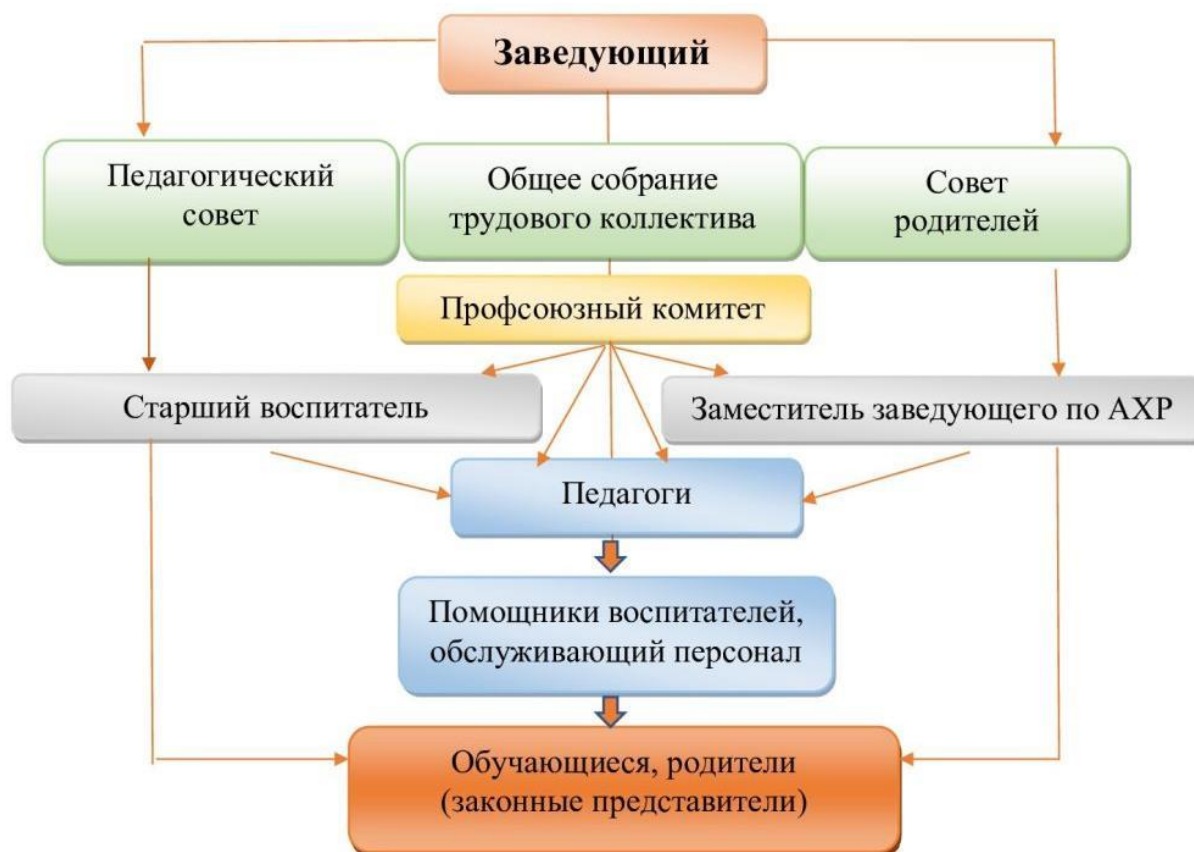 Заведующий
Педагогический
совет
Общее собрание
трудового коллектива
Совет
родителей
Профсоюзный комитет
Старший воспитатель
Заместитель заведующего по АХР
Педагоги
Помощники воспитателей,
обслуживающий персонал
Обучающиеся, родители
(законные представители)